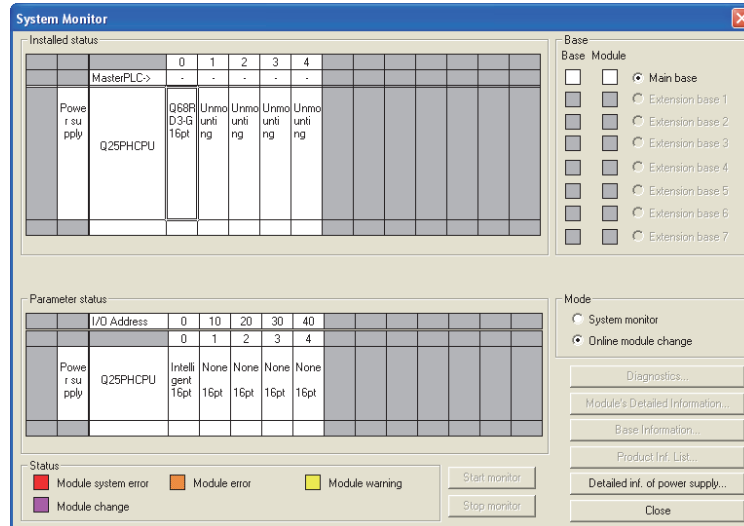 System Monitor
Installed status
0 1 2 3 4
MasterPLC-> - - - - -
Powe
r su
pply
Q25PHCPU
Q68R
D3-G
16pt
Unmo
unti
ng
Unmo
unti
ng
Unmo
unti
ng
Unmo
unti
ng
Base
Base Module
Main base
Extension base 1
Extension base 2
Extension base 3
Extension base 4
Extension base 5
Extension base 6
Extension base 7
Parameter status
I/O Address 0 10 20 30 40
0 1 2 3 4
Powe
r su
pply
Q25PHCPU
Intelli
gent
16pt
None
16pt
None
16pt
None
16pt
None
16pt
Mode
System monitor
Online module change
Diagnostics...
Module's Detailed Information...
Base Information...
Product Inf. List...
Detailed inf. of power supply...
Close
Status
Module system error Module error Module warning
Module change
Start monitor
Stop monitor